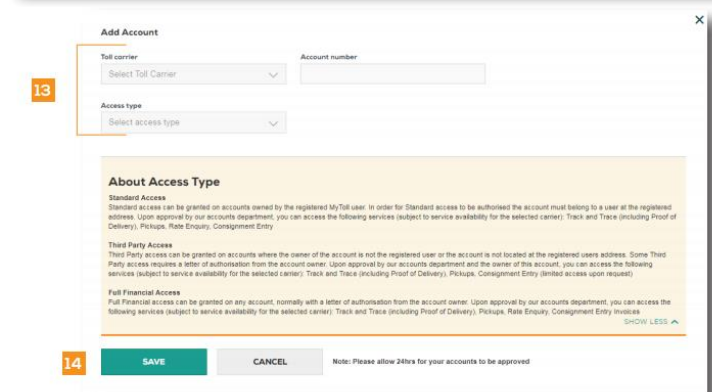 ×
Add Account
Toll carrier Account number
Select Toll Carrier
13
Access type
Select access type
About Access Type
Standard Access
Standard access can be granted on accounts owned by the registered MyToll user. In order for Standard access to be authorised the account must belong to a user at the registered
address. Upon approval by our accounts department, you can access the following services (subject to service availability for the selected carrier): Track and Trace (including Proof of
Delivery), Pickups, Rate Enquiry, Consignment Entry
Third Party Access
Third Party access can be granted on accounts where the owner of the account is not the registered user or the account is not located at the registered users address. Some Third
Party access requires a letter of authorisation from the account owner. Upon approval by our accounts department and the owner of this account, you can access the following
services (subject to service availability for the selected carrier): Track and Trace (including Proof of Delivery), Pickups, Consignment Entry (limited access upon request)
Full Financial Access
Full Financial access can be granted on any account, normally with a letter of authorisation from the account owner. Upon approval by our accounts department, you can access the
following services (subject to service availability for the selected carrier): Track and Trace (including Proof of Delivery), Pickups, Rate Enquiry, Consignment Entry Invoices
SHOW LESS
14 SAVE CANCEL Note: Please allow 24hrs for your accounts to be approved